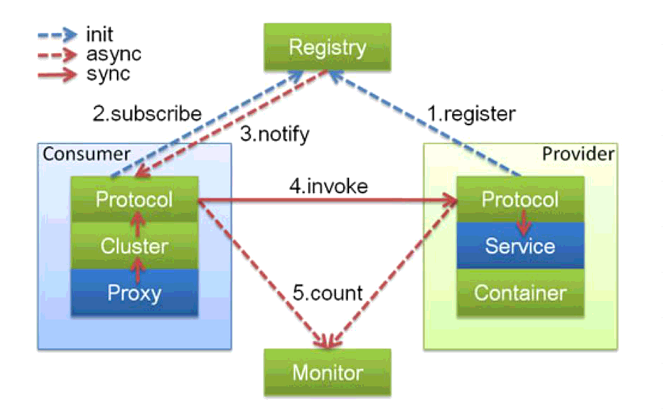 init
async
sync
Registry
2.subscribe
3.notify
1.register
Consumer
Provider
Protocol
4.invoke
Protocol
Cluster
Service
Proxy
5.count
Container
Monitor